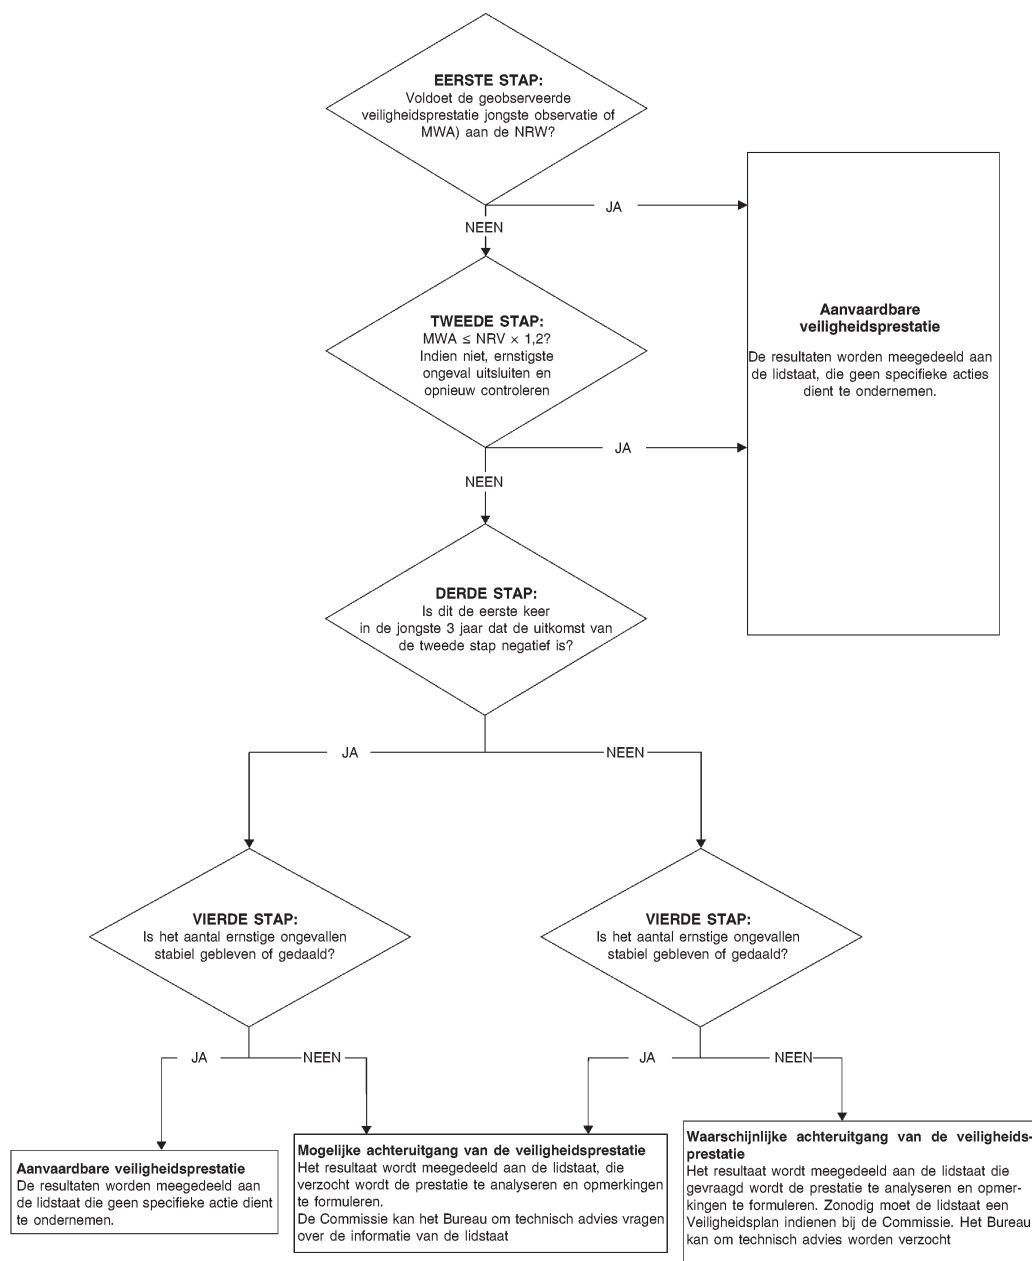 EERSTE STAP:
Voldoet de geobserveerde
veiligheidsprestatie jongste observatie of
MWA) aan de NRW?
JA
NEEN
TWEEDE STAP:
MWA ≤ NRV × 1,2?
Indien niet, ernstigste
ongeval uitsluiten en
opnieuw controleren
Aanvaardbare
veiligheidsprestatie
De resultaten worden meegedeeld aan
de lidstaat, die geen specifieke acties
dient te ondernemen.
JA
NEEN
DERDE STAP:
Is dit de eerste keer
in de jongste 3 jaar dat de uitkomst van
de tweede stap negatief is?
JA
NEEN
VIERDE STAP:
Is het aantal ernstige ongevallen
stabiel gebleven of gedaald?
VIERDE STAP:
Is het aantal ernstige ongevallen
stabiel gebleven of gedaald?
JA
NEEN
JA
NEEN
Aanvaardbare veiligheidsprestatie
De resultaten worden meegedeeld aan
de lidstaat die geen specifieke actie dient
te ondernemen.
Mogelijke achteruitgang van de veiligheidsprestatie
Het resultaat wordt meegedeeld aan de lidstaat, die
verzocht wordt de prestatie te analyseren en opmerkingen
te formuleren.
De Commissie kan het Bureau om technisch advies vragen
over de informatie van de lidstaat
Waarschijnlijke achteruitgang van de veiligheids-
prestatie
Het resultaat wordt meegedeeld aan de lidstaat die
gevraagd wordt de prestatie te analyseren en opmer-
kingen te formuleren. Zonodig moet de lidstaat een
Veiligheidsplan indienen bij de Commissie. Het Bureau
kan om technisch advies worden verzocht